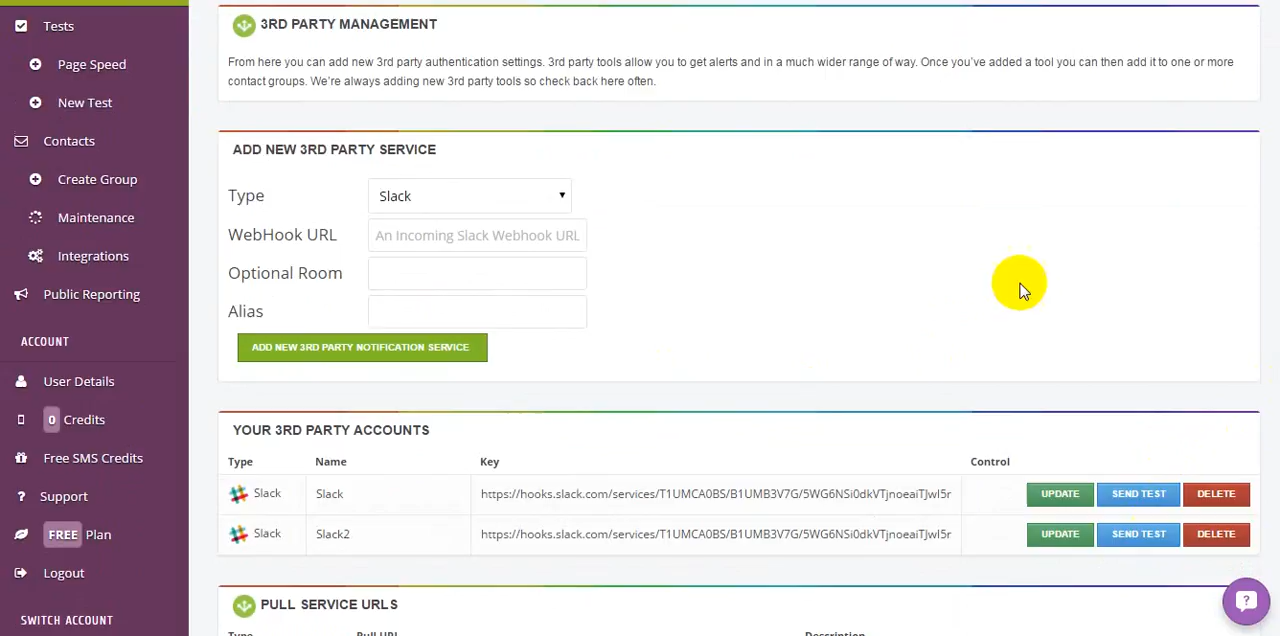 Tests
Page Speed
New Test
Contacts
Create Group
Maintenance
Integrations
Public Reporting
ACCOUNT
User Details
0 Credits
Free SMS Credits
? Support
FREE Plan
Logout
SWITCH ACCOUNT
3RD PARTY MANAGEMENT
From here you can add new 3rd party authentication settings. 3rd party tools allow you to get alerts and in a much wider range of way. Once you've added a tool you can then add it to one or more
contact groups. We're always adding new 3rd party tools so check back here often.
ADD NEW 3RD PARTY SERVICE
Type Slack
WebHook URL An Incoming Slack Webhook URL
Optional Room
Alias
ADD NEW 3RD PARTY NOTIFICATION SERVICE
YOUR 3RD PARTY ACCOUNTS
Type Name Key Control
Slack Slack https://hooks.slack.com/services/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 UPDATE SEND TEST DELETE
Slack Slack2 https://hooks.slack.com/services/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 UPDATE SEND TEST DELETE
PULL SERVICE URLS
Type Pull URL Description